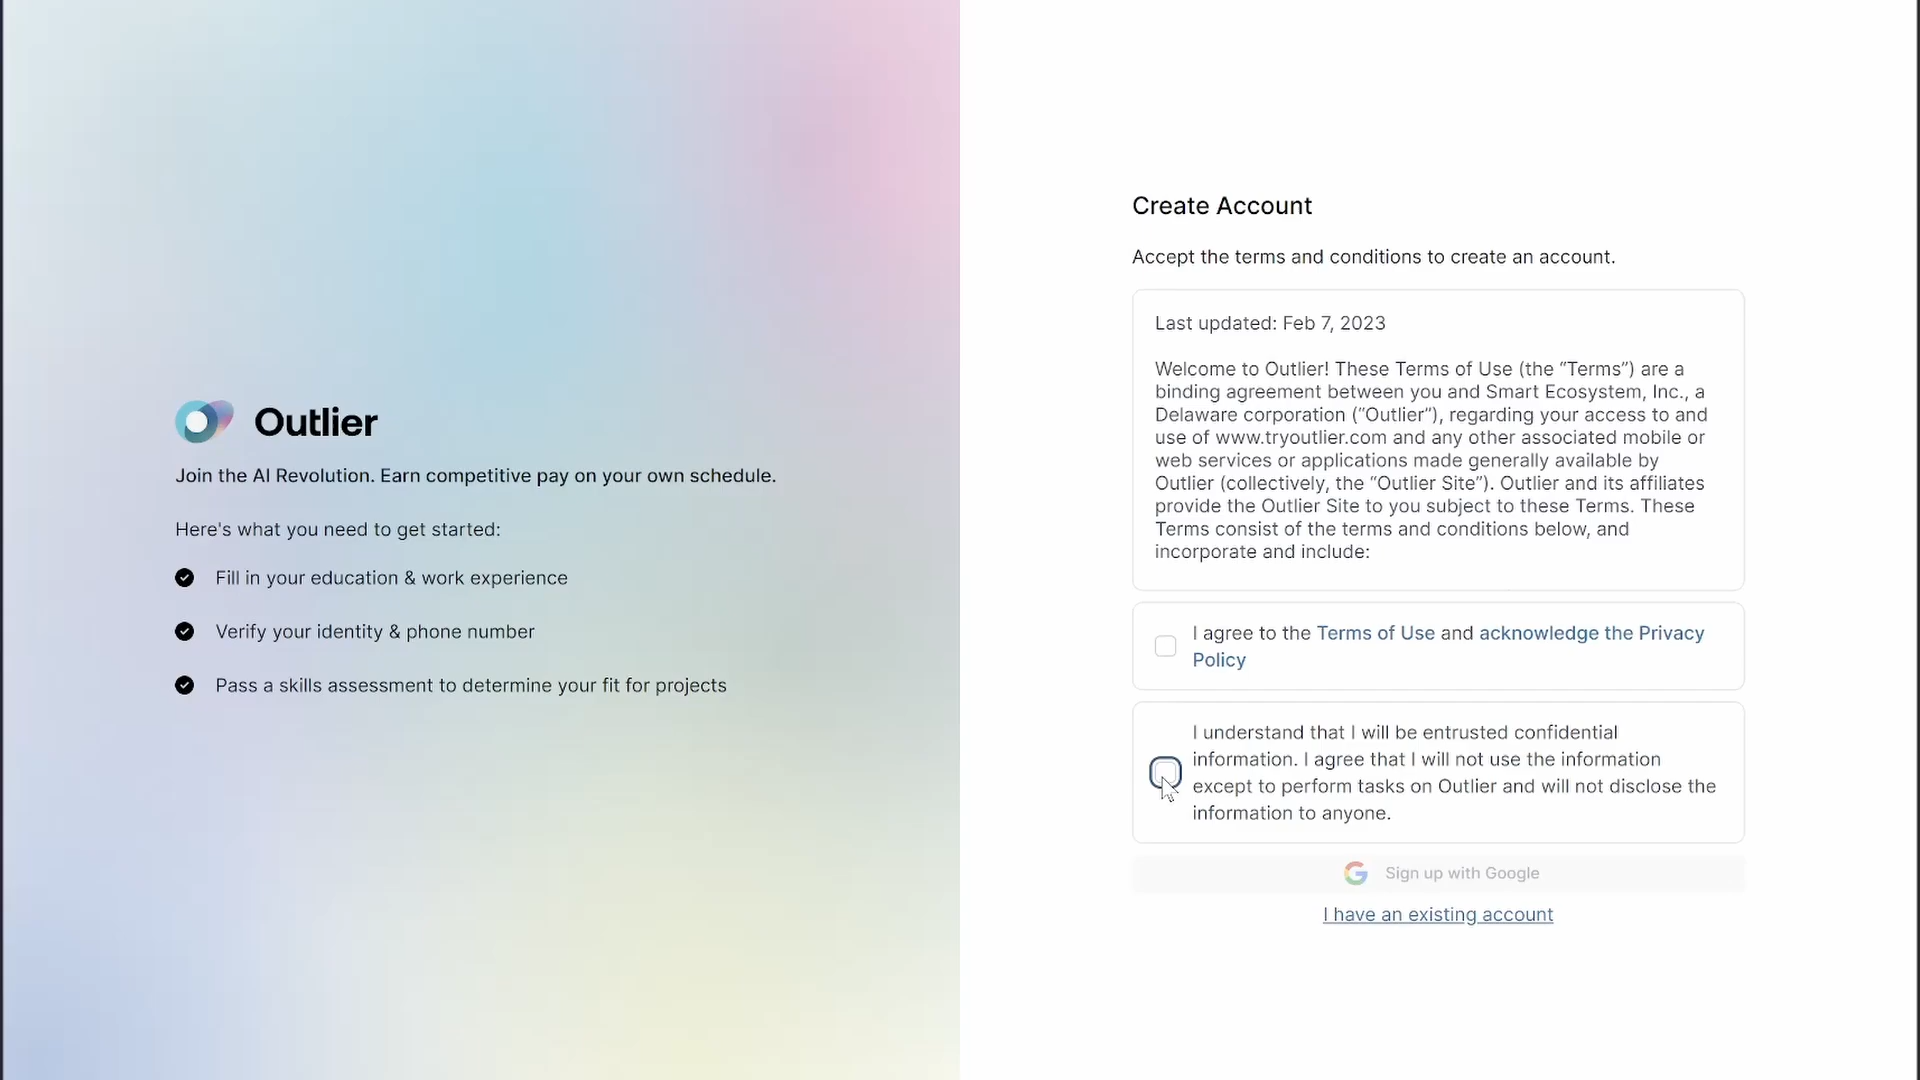 Outlier
Join the AI Revolution. Earn competitive pay on your own schedule.
Here's what you need to get started:
Fill in your education & work experience
Verify your identity & phone number
Pass a skills assessment to determine your fit for projects
Create Account
Accept the terms and conditions to create an account.
Last updated: Feb 7, 2023
Welcome to Outlier! These Terms of Use (the “Terms”) are a
binding agreement between you and Smart Ecosystem, Inc., a
Delaware corporation (“Outlier”), regarding your access to and
use of www.tryoutlier.com and any other associated mobile or
web services or applications made generally available by
Outlier (collectively, the “Outlier Site”). Outlier and its affiliates
provide the Outlier Site to you subject to these Terms. These
Terms consist of the terms and conditions below, and
incorporate and include:
I agree to the Terms of Use and acknowledge the Privacy
Policy
I understand that I will be entrusted confidential
information. I agree that I will not use the information
except to perform tasks on Outlier and will not disclose the
information to anyone.
Sign up with Google
I have an existing account